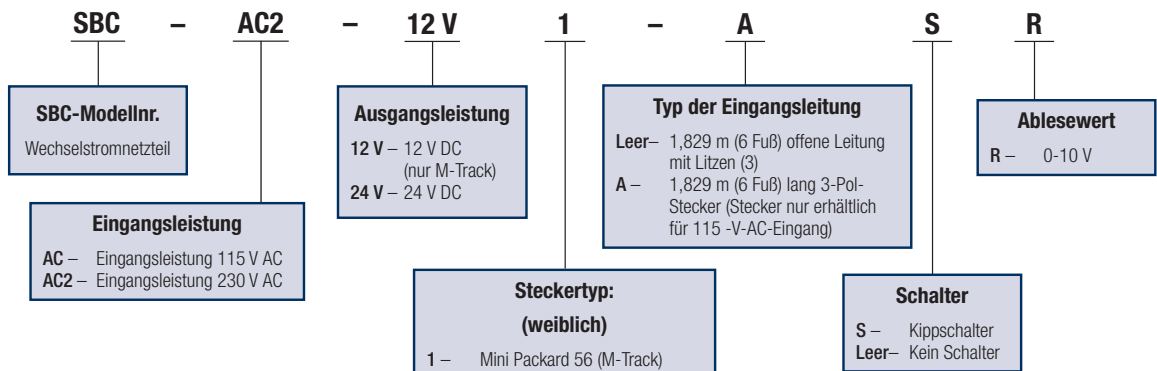 SBC – AC2 - 12 V 1 - A S R
SBC-Modellnr.
Wechselstromnetzteil
Eingangsleistung
AC – Eingangsleistung 115 V AC
AC2 – Eingangsleistung 230 V AC
Ausgangsleistung
12 V – 12 V DC
(nur M-Track)
24 V – 24 V DC
Steckertyp:
(weiblich)
1 – Mini Packard 56 (M-Track)
Typ der Eingangsleitung
Leer– 1,829 m (6 Fuß) offene Leitung
mit Litzen (3)
A – 1,829 m (6 Fuß) lang 3-Pol-
Stecker (Stecker nur erhältlich
für 115 -V-AC-Eingang)
Schalter
S – Kippschalter
Leer– Kein Schalter
Ablesewert
R – 0-10 V